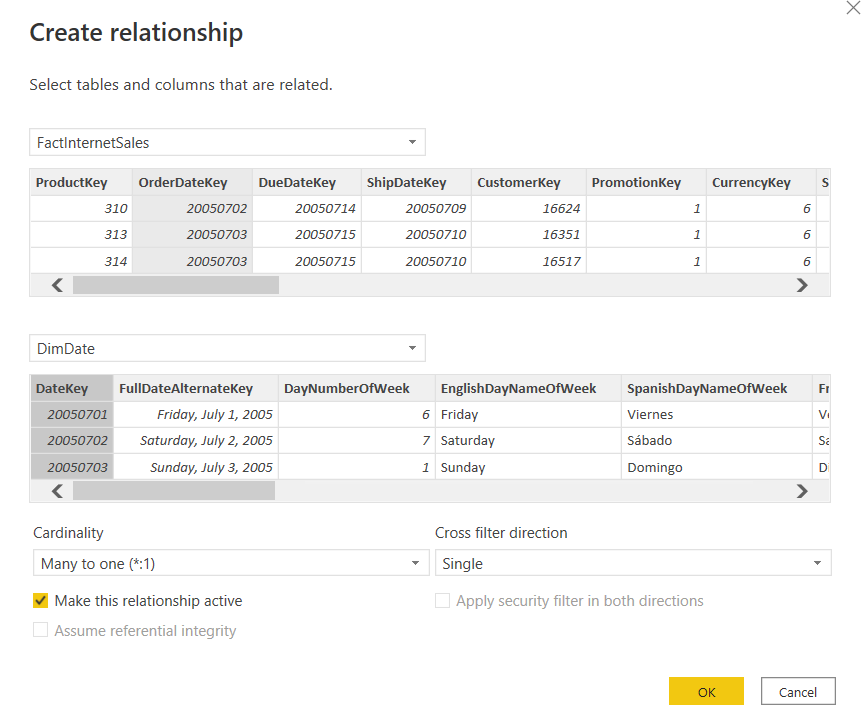 Create relationship
Select tables and columns that are related.
FactInternetSales
ProductKey OrderDateKey DueDateKey ShipDateKey CustomerKey PromotionKey CurrencyKey S
310 20050702 20050714 20050709 16624 1 6
313 20050703 20050715 20050710 16351 1 6
314 20050703 20050715 20050710 16517 1 6
DimDate
DateKey FullDateAlternateKey DayNumberOfWeek EnglishDayNameOfWeek SpanishDayNameOfWeek Fr
20050701 Friday, July 1, 2005 6 Friday Viernes
20050702 Saturday, July 2, 2005 7 Saturday Sábado Sa
20050703 Sunday, July 3, 2005 1 Sunday Domingo
Cardinality Cross filter direction
Many to one (*:1) Single
Make this relationship active Apply security filter in both directions
Assume referential integrity
OK Cancel